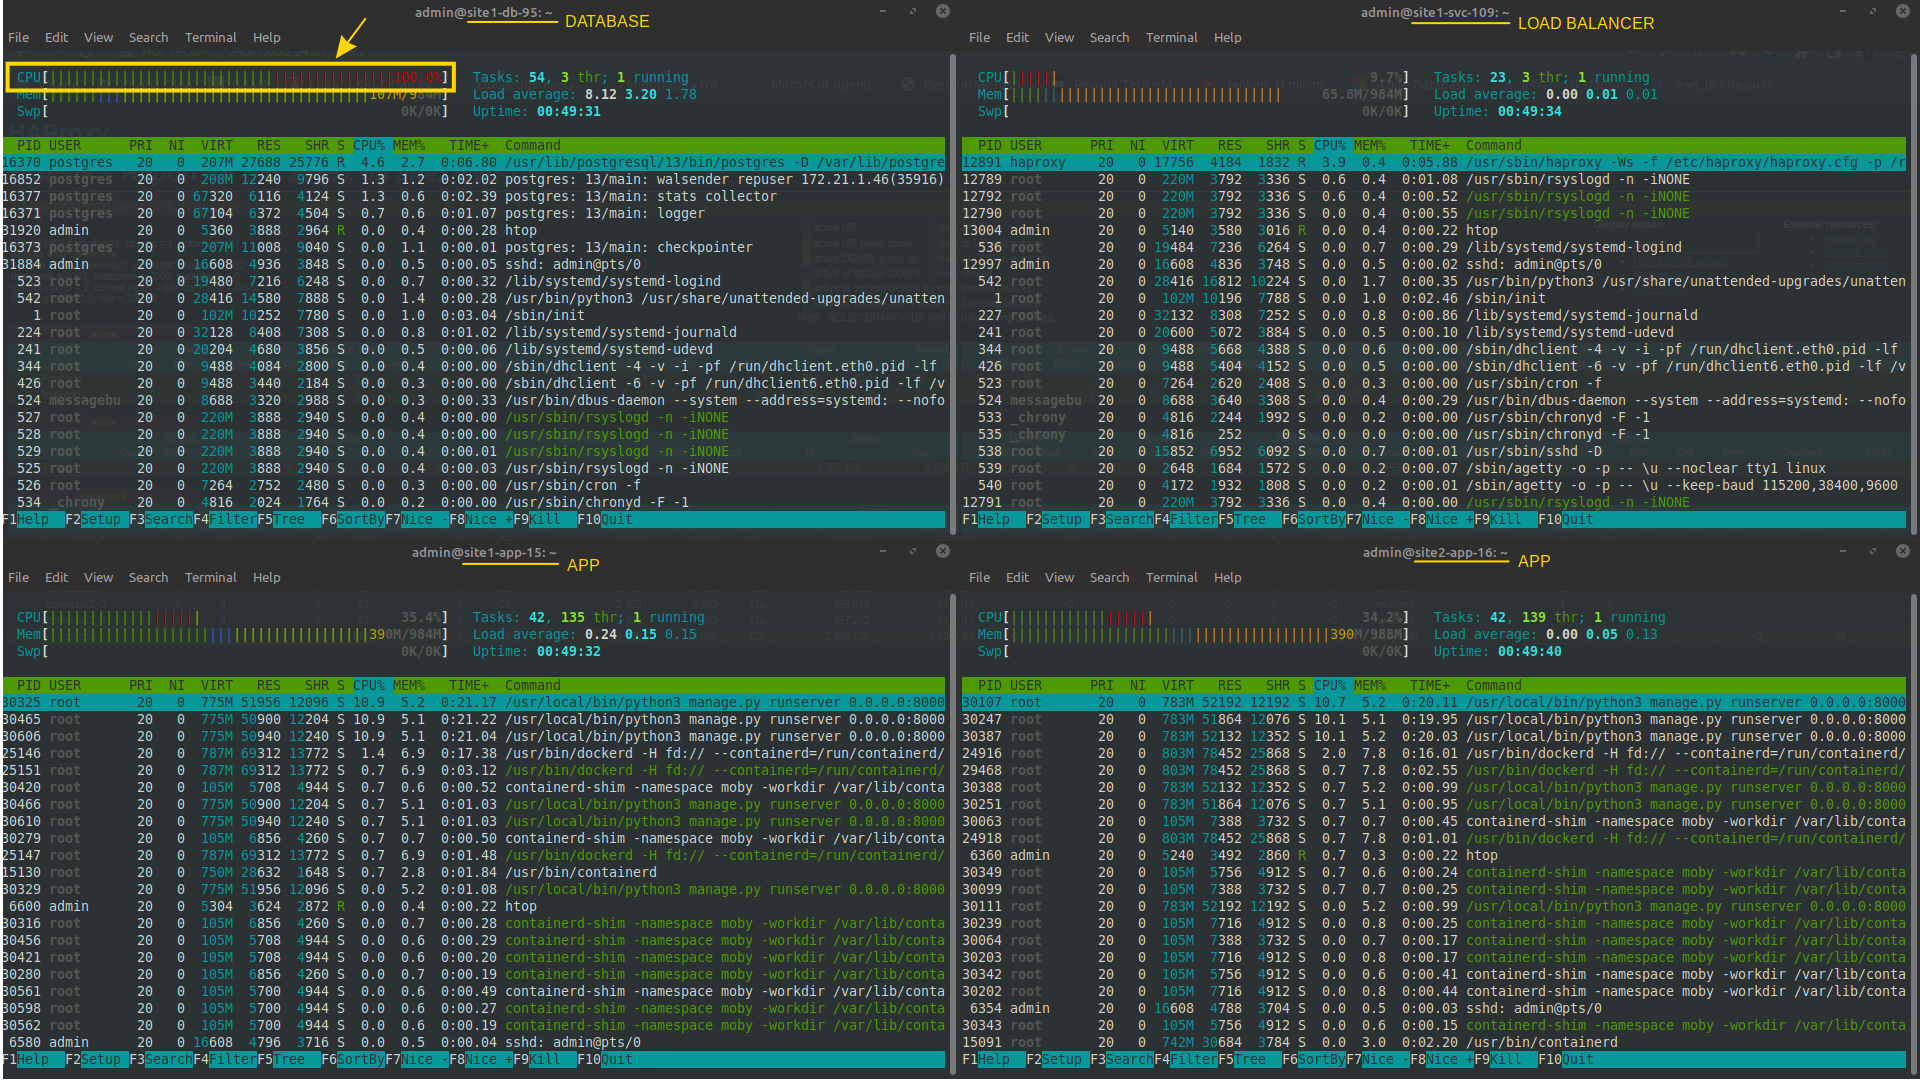 admin@site1-db-95: ~
DATABASE
File Edit View Search Terminal Help
CPU[ 100.0%] Tasks: 54, 3 thr; 1 running
Mem[ 107M/984M] Load average: 8.12 3.20 1.78
Swp[ 0K/0K] Uptime: 00:49:31
PID USER PRI NI VIRT RES SHR S CPU% MEM% TIME+ Command
16370 postgres 20 0 207M 27688 25776 R 4.6 2.7 0:06.80 /usr/lib/postgresql/13/bin/postgres -D /var/lib/postgre
16852 postgres 20 0 208M 12240 9796 S 1.3 1.2 0:02.02 postgres: 13/main: walsender repuser 172.21.1.46(35916)
16377 postgres 20 0 67320 6116 4124 S 1.3 0.6 0:02.39 postgres: 13/main: stats collector
16371 postgres 20 0 67104 6372 4504 S 0.7 0.6 0:01.07 postgres: 13/main: logger
31920 admin 20 0 5360 3888 2964 R 0.0 0.4 0:00.28 htop
16373 postgres 20 0 207M 11008 9040 S 0.0 1.1 0:00.01 postgres: 13/main: checkpointer
31884 admin 20 0 16608 4936 3848 S 0.0 0.5 0:00.05 sshd: admin@pts/0
523 root 20 0 19480 7216 6248 S 0.0 0.7 0:00.32 /lib/systemd/systemd-logind
542 root 20 0 28416 14580 7888 S 0.0 1.4 0:00.28 /usr/bin/python3 /usr/share/unattended-upgrades/unatten
1 root 20 0 102M 10252 7780 S 0.0 1.0 0:03.04 /sbin/init
224 root 20 0 32128 8408 7308 S 0.0 0.8 0:01.02 /lib/systemd/systemd-journald
241 root 20 0 20204 4680 3856 S 0.0 0.5 0:00.06 /lib/systemd/systemd-udevd
344 root 20 0 9488 4084 2800 S 0.0 0.4 0:00.00 /sbin/dhclient -4 -v -i -pf /run/dhclient.eth0.pid -lf
426 root 20 0 9488 3440 2184 S 0.0 0.3 0:00.00 /sbin/dhclient -6 -v -pf /run/dhclient6.eth0.pid -lf /v
524 messagebu 20 0 8688 3320 2988 S 0.0 0.3 0:00.33 /usr/bin/dbus-daemon --system --address=systemd: --nofo
527 root 20 0 220M 3888 2940 S 0.0 0.4 0:00.00 /usr/sbin/rsyslogd -n -iNONE
528 root 20 0 220M 3888 2940 S 0.0 0.4 0:00.00 /usr/sbin/rsyslogd -n -iNONE
529 root 20 0 220M 3888 2940 S 0.0 0.4 0:00.01 /usr/sbin/rsyslogd -n -iNONE
525 root 20 0 220M 3888 2940 S 0.0 0.4 0:00.03 /usr/sbin/rsyslogd -n -iNONE
526 root 20 0 7264 2752 2480 S 0.0 0.3 0:00.00 /usr/sbin/cron -f
534 _chrony 20 0 4816 2024 1764 S 0.0 0.2 0:00.00 /usr/sbin/chronyd -F -1
F1Help F2Setup F3SearchF4FilterF5Tree F6SortByF7Nice -F8Nice +F9Kill F10Quit
admin@site1-svc-109: ~
LOAD BALANCER
File Edit View Search Terminal Help
CPU[ 9.7%] Tasks: 23, 3 thr; 1 running
Mem[ 65.8M/984M] Load average: 0.00 0.01 0.01
Swp[ 0K/0K] Uptime: 00:49:34
PID USER PRI NI VIRT RES SHR S CPU% MEM% TIME+ Command
12891 haproxy 20 0 17756 4184 1832 R 3.9 0.4 0:05.88 /usr/sbin/haproxy -Ws -f /etc/haproxy/haproxy.cfg -p /r
12789 root 20 0 220M 3792 3336 S 0.6 0.4 0:01.08 /usr/sbin/rsyslogd -n -iNONE
12792 root 20 0 220M 3792 3336 S 0.6 0.4 0:00.52 /usr/sbin/rsyslogd -n -iNONE
12790 root 20 0 220M 3792 3336 S 0.0 0.4 0:00.55 /usr/sbin/rsyslogd -n -iNONE
13004 admin 20 0 5140 3580 3016 R 0.0 0.4 0:00.22 htop
536 root 20 0 19484 7236 6264 S 0.0 0.7 0:00.29 /lib/systemd/systemd-logind
12997 admin 20 0 16608 4836 3748 S 0.0 0.5 0:00.02 sshd: admin@pts/0
542 root 20 0 28416 16812 10224 S 0.0 1.7 0:00.35 /usr/bin/python3 /usr/share/unattended-upgrades/unatten
1 root 20 0 102M 10196 7788 S 0.0 1.0 0:02.46 /sbin/init
227 root 20 0 32132 8308 7252 S 0.0 0.8 0:00.86 /lib/systemd/systemd-journald
241 root 20 0 20600 5072 3884 S 0.0 0.5 0:00.10 /lib/systemd/systemd-udevd
344 root 20 0 9488 5668 4388 S 0.0 0.6 0:00.00 /sbin/dhclient -4 -v -i -pf /run/dhclient.eth0.pid -lf
426 root 20 0 9488 5404 4152 S 0.0 0.5 0:00.00 /sbin/dhclient -6 -v -pf /run/dhclient6.eth0.pid -lf /v
523 root 20 0 7264 2620 2408 S 0.0 0.3 0:00.00 /usr/sbin/cron -f
524 messagebu 20 0 8688 3640 3308 S 0.0 0.4 0:00.29 /usr/bin/dbus-daemon --system --address=systemd: --nofo
533 _chrony 20 0 4816 2244 1992 S 0.0 0.2 0:00.00 /usr/sbin/chronyd -F -1
535 _chrony 20 0 4816 252 0 S 0.0 0.0 0:00.00 /usr/sbin/chronyd -F -1
538 root 20 0 15852 6952 6092 S 0.0 0.7 0:00.01 /usr/sbin/sshd -D
539 root 20 0 2648 1684 1572 S 0.0 0.2 0:00.07 /sbin/agetty -o -p -- \u --noclear tty1 linux
540 root 20 0 4172 1932 1808 S 0.0 0.2 0:00.01 /sbin/agetty -o -p -- \u --keep-baud 115200,38400,9600
12791 root 20 0 220M 3792 3336 S 0.0 0.4 0:00.00 /usr/sbin/rsyslogd -n -iNONE
F1Help F2Setup F3SearchF4FilterF5Tree F6SortByF7Nice -F8Nice +F9Kill F10Quit
admin@site1-app-15: ~
APP
File Edit View Search Terminal Help
CPU[ 35.4%] Tasks: 42, 135 thr; 1 running
Mem[ 390M/984M] Load average: 0.24 0.15 0.15
Swp[ 0K/0K] Uptime: 00:49:32
PID USER PRI NI VIRT RES SHR S CPU% MEM% TIME+ Command
30325 root 20 0 775M 51956 12096 S 10.9 5.2 0:21.17 /usr/local/bin/python3 manage.py runserver 0.0.0.0:8000
30465 root 20 0 775M 50900 12204 S 10.9 5.1 0:21.22 /usr/local/bin/python3 manage.py runserver 0.0.0.0:8000
30606 root 20 0 775M 50940 12240 S 10.9 5.1 0:21.04 /usr/local/bin/python3 manage.py runserver 0.0.0.0:8000
25146 root 20 0 787M 69312 13772 S 1.4 6.9 0:17.38 /usr/bin/dockerd -H fd:// --containerd=/run/containerd/
25151 root 20 0 787M 69312 13772 S 0.7 6.9 0:03.12 /usr/bin/dockerd -H fd:// --containerd=/run/containerd/
30420 root 20 0 105M 5708 4944 S 0.7 0.6 0:00.52 containerd-shim -namespace moby -workdir /var/lib/conta
30466 root 20 0 775M 50900 12204 S 0.7 5.1 0:01.03 /usr/local/bin/python3 manage.py runserver 0.0.0.0:8000
30610 root 20 0 775M 50940 12240 S 0.7 5.1 0:01.03 /usr/local/bin/python3 manage.py runserver 0.0.0.0:8000
30279 root 20 0 105M 6856 4260 S 0.7 0.7 0:00.50 containerd-shim -namespace moby -workdir /var/lib/conta
25147 root 20 0 787M 69312 13772 S 0.7 6.9 0:01.48 /usr/bin/dockerd -H fd:// --containerd=/run/containerd/
15130 root 20 0 750M 28632 1648 S 0.7 2.8 0:01.84 /usr/bin/containerd
30329 root 20 0 775M 51956 12096 S 0.0 5.2 0:01.08 /usr/local/bin/python3 manage.py runserver 0.0.0.0:8000
6600 admin 20 0 5304 3624 2872 R 0.0 0.4 0:00.22 htop
30316 root 20 0 105M 6856 4260 S 0.0 0.7 0:00.28 containerd-shim -namespace moby -workdir /var/lib/conta
30456 root 20 0 105M 5708 4944 S 0.0 0.6 0:00.29 containerd-shim -namespace moby -workdir /var/lib/conta
30421 root 20 0 105M 5708 4944 S 0.0 0.6 0:00.20 containerd-shim -namespace moby -workdir /var/lib/conta
30280 root 20 0 105M 6856 4260 S 0.0 0.7 0:00.19 containerd-shim -namespace moby -workdir /var/lib/conta
30561 root 20 0 105M 5700 4944 S 0.0 0.6 0:00.49 containerd-shim -namespace moby -workdir /var/lib/conta
30598 root 20 0 105M 5700 4944 S 0.0 0.6 0:00.27 containerd-shim -namespace moby -workdir /var/lib/conta
30562 root 20 0 105M 5700 4944 S 0.0 0.6 0:00.19 containerd-shim -namespace moby -workdir /var/lib/conta
6580 admin 20 0 16608 4796 3716 S 0.0 0.5 0:00.04 sshd: admin@pts/0
F1Help F2Setup F3SearchF4FilterF5Tree F6SortByF7Nice -F8Nice +F9Kill F10Quit
admin@site2-app-16: ~
APP
File Edit View Search Terminal Help
CPU[ 34.2%] Tasks: 42, 139 thr; 1 running
Mem[ 390M/988M] Load average: 0.00 0.05 0.13
Swp[ 0K/0K] Uptime: 00:49:40
PID USER PRI NI VIRT RES SHR S CPU% MEM% TIME+ Command
30107 root 20 0 783M 52192 12192 S 10.7 5.2 0:20.11 /usr/local/bin/python3 manage.py runserver 0.0.0.0:8000
30247 root 20 0 783M 51864 12076 S 10.1 5.1 0:19.95 /usr/local/bin/python3 manage.py runserver 0.0.0.0:8000
30387 root 20 0 783M 52132 12352 S 10.1 5.2 0:20.03 /usr/local/bin/python3 manage.py runserver 0.0.0.0:8000
24916 root 20 0 803M 78452 25868 S 2.0 7.8 0:16.01 /usr/bin/dockerd -H fd:// --containerd=/run/containerd/
29468 root 20 0 803M 78452 25868 S 0.7 7.8 0:02.55 /usr/bin/dockerd -H fd:// --containerd=/run/containerd/
30388 root 20 0 783M 52132 12352 S 0.7 5.2 0:00.99 /usr/local/bin/python3 manage.py runserver 0.0.0.0:8000
30251 root 20 0 783M 51864 12076 S 0.7 5.1 0:00.95 /usr/local/bin/python3 manage.py runserver 0.0.0.0:8000
30063 root 20 0 105M 7388 3732 S 0.7 0.7 0:00.45 containerd-shim -namespace moby -workdir /var/lib/conta
24918 root 20 0 803M 78452 25868 S 0.7 7.8 0:01.01 /usr/bin/dockerd -H fd:// --containerd=/run/containerd/
6360 admin 20 0 5240 3492 2860 R 0.7 0.3 0:00.22 htop
30349 root 20 0 105M 5756 4912 S 0.7 0.6 0:00.24 containerd-shim -namespace moby -workdir /var/lib/conta
30099 root 20 0 105M 7388 3732 S 0.7 0.7 0:00.25 containerd-shim -namespace moby -workdir /var/lib/conta
30111 root 20 0 783M 52192 12192 S 0.0 5.2 0:00.99 /usr/local/bin/python3 manage.py runserver 0.0.0.0:8000
30239 root 20 0 105M 7716 4912 S 0.0 0.8 0:00.25 containerd-shim -namespace moby -workdir /var/lib/conta
30064 root 20 0 105M 7388 3732 S 0.0 0.7 0:00.17 containerd-shim -namespace moby -workdir /var/lib/conta
30203 root 20 0 105M 7716 4912 S 0.0 0.8 0:00.17 containerd-shim -namespace moby -workdir /var/lib/conta
30342 root 20 0 105M 5756 4912 S 0.0 0.6 0:00.41 containerd-shim -namespace moby -workdir /var/lib/conta
30202 root 20 0 105M 7716 4912 S 0.0 0.8 0:00.44 containerd-shim -namespace moby -workdir /var/lib/conta
6354 admin 20 0 16608 4788 3704 S 0.0 0.5 0:00.03 sshd: admin@pts/0
30343 root 20 0 105M 5756 4912 S 0.0 0.6 0:00.15 containerd-shim -namespace moby -workdir /var/lib/conta
15091 root 20 0 742M 30684 3784 S 0.0 3.0 0:02.20 /usr/bin/containerd
F1Help F2Setup F3SearchF4FilterF5Tree F6SortByF7Nice -F8Nice +F9Kill F10Quit